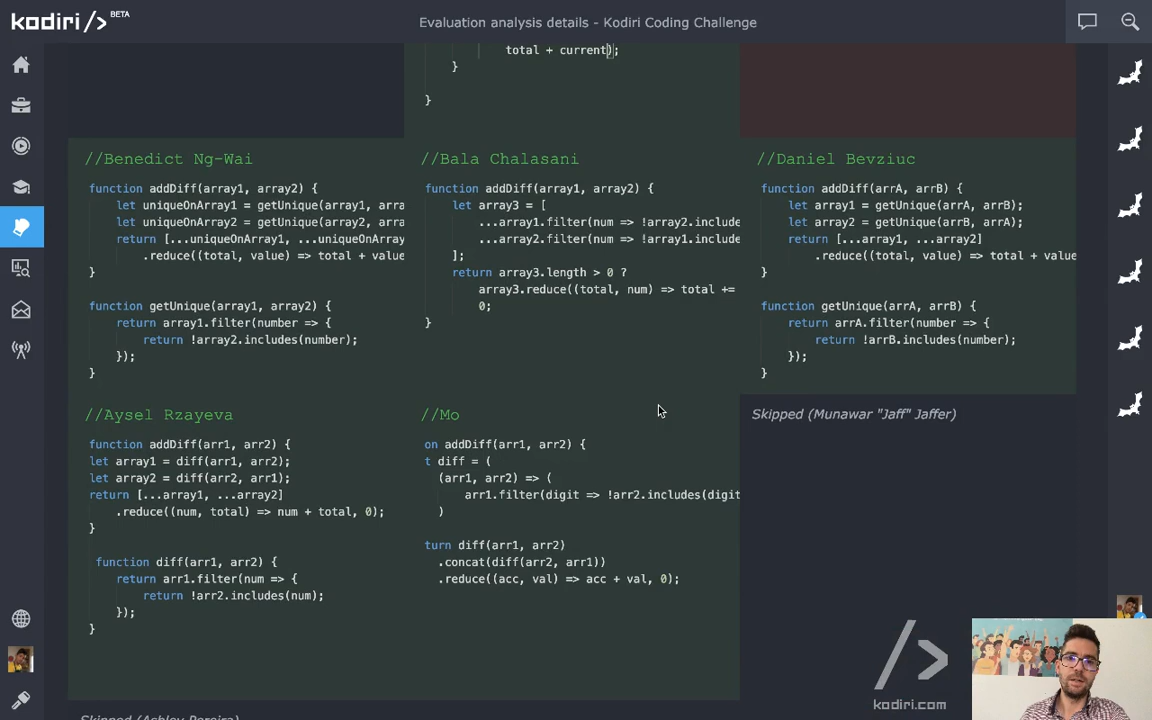 kodiri/> BETA
Evaluation analysis details - Kodiri Coding Challenge
total + current);
}
}
//Benedict Ng-Wai
function addDiff(array1, array2) {
let uniqueOnArray1 = getUnique(array1, arra
let uniqueOnArray2 = getUnique(array2, arra
return [...uniqueOnArray1, ...uniqueOnArray
.reduce((total, value) => total + value
}
function getUnique(array1, array2) {
return array1.filter(number => {
return !array2.includes(number);
});
}
//Bala Chalasani
function addDiff(array1, array2) {
let array3 = [
...array1.filter(num => !array2.include
...array2.filter(num => !array1.include
];
return array3.length > 0 ?
array3.reduce((total, num) => total +=
0;
}
//Daniel Bevziuc
function addDiff(arrA, arrB) {
let array1 = getUnique(arrA, arrB);
let array2 = getUnique(arrB, arrA);
return [...array1, ...array2]
.reduce((total, value) => total + value
}
function getUnique(arrA, arrB) {
return arrA.filter(number => {
return !arrB.includes(number);
});
}
//Aysel Rzayeva
function addDiff(arr1, arr2) {
let array1 = diff(arr1, arr2);
let array2 = diff(arr2, arr1);
return [...array1, ...array2]
.reduce((num, total) => num + total, 0);
}
function diff(arr1, arr2) {
return arr1.filter(num => {
return !arr2.includes(num);
});
}
//Mo
on addDiff(arr1, arr2) {
t diff = (
(arr1, arr2) => (
arr1.filter(digit => !arr2.includes(digit
)
turn diff(arr1, arr2)
.concat(diff(arr2, arr1))
.reduce((acc, val) => acc + val, 0);
Skipped (Munawar "Jaff" Jaffer)
Skipped (Ashley Pereira)
kodiri.com